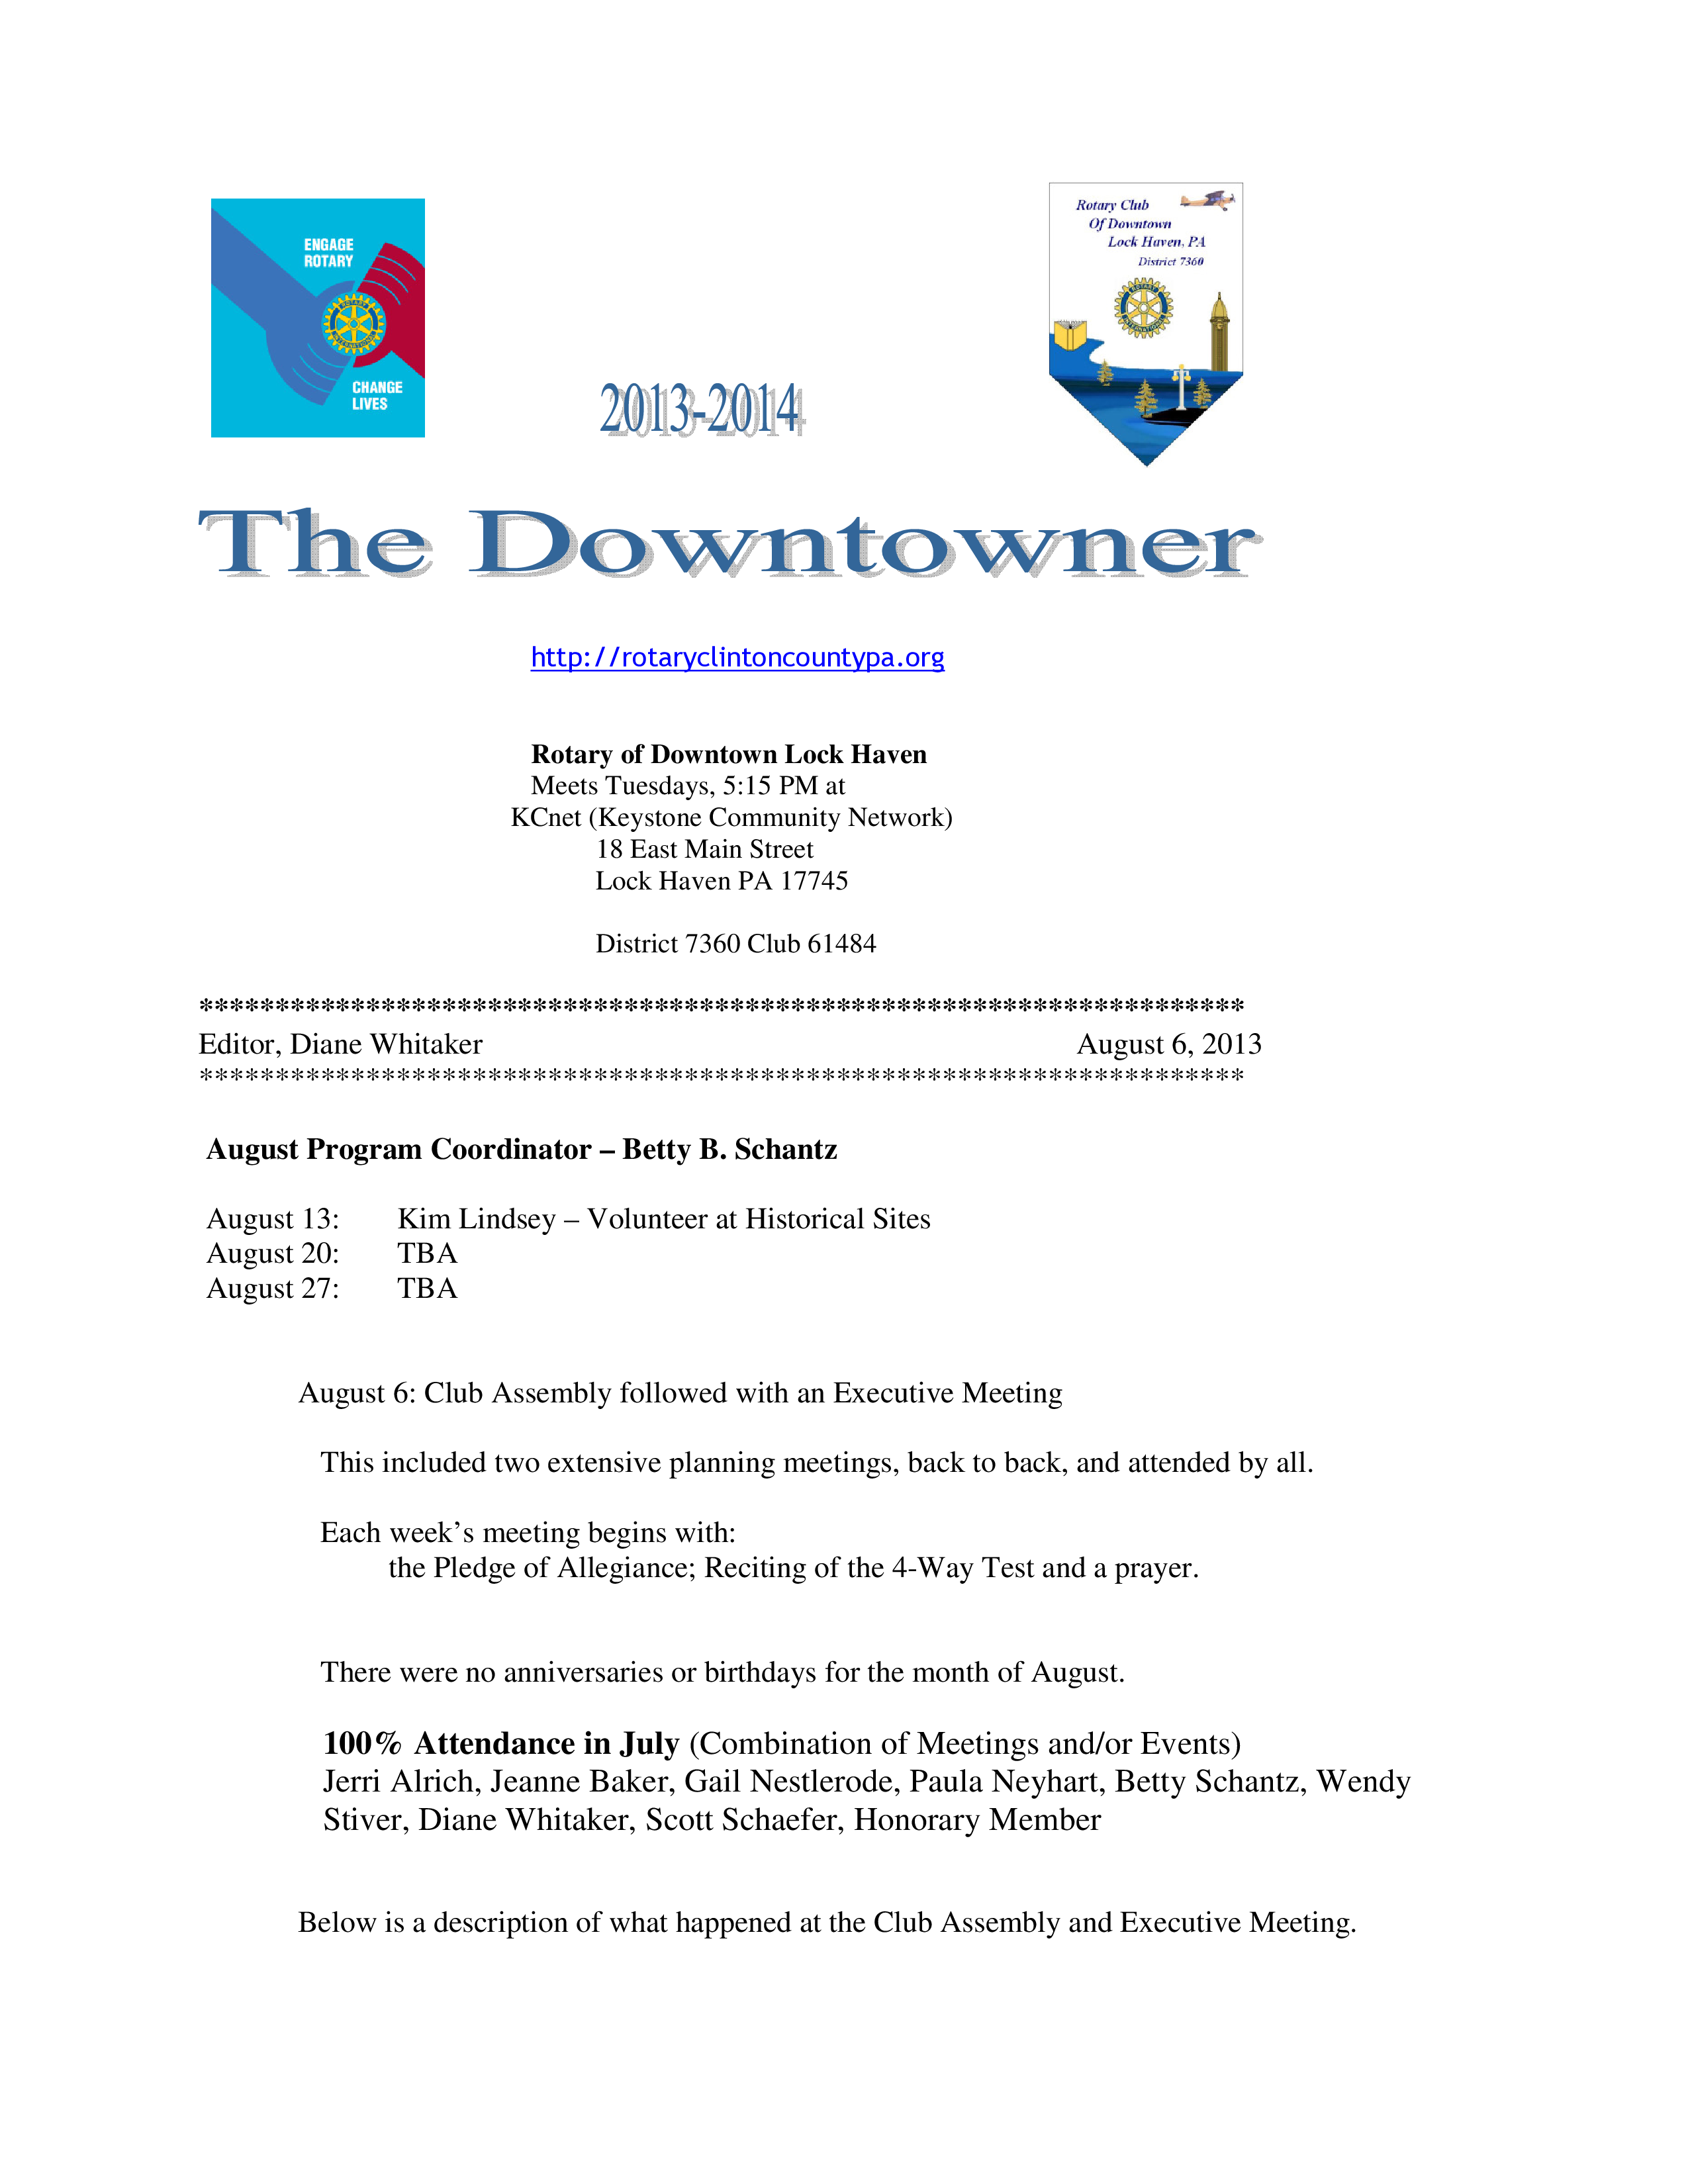 ENGAGE
ROTARY
CHANGE
LIVES
Rotary Club
Of Downtown
Lock Haven, PA
District 7360
ROTARY
INTERNATIONAL
2013-2014
The Downtowner
http://rotaryclintoncountypa.org
Rotary of Downtown Lock Haven
Meets Tuesdays, 5:15 PM at
KCnet (Keystone Community Network)
18 East Main Street
Lock Haven PA 17745
District 7360 Club 61484
*********************************************************************
Editor, Diane Whitaker August 6, 2013
*********************************************************************
August Program Coordinator – Betty B. Schantz
August 13: Kim Lindsey – Volunteer at Historical Sites
August 20: TBA
August 27: TBA
August 6: Club Assembly followed with an Executive Meeting
This included two extensive planning meetings, back to back, and attended by all.
Each week’s meeting begins with:
the Pledge of Allegiance; Reciting of the 4-Way Test and a prayer.
There were no anniversaries or birthdays for the month of August.
100% Attendance in July (Combination of Meetings and/or Events)
Jerri Alrich, Jeanne Baker, Gail Nestlerode, Paula Neyhart, Betty Schantz, Wendy
Stiver, Diane Whitaker, Scott Schaefer, Honorary Member
Below is a description of what happened at the Club Assembly and Executive Meeting.